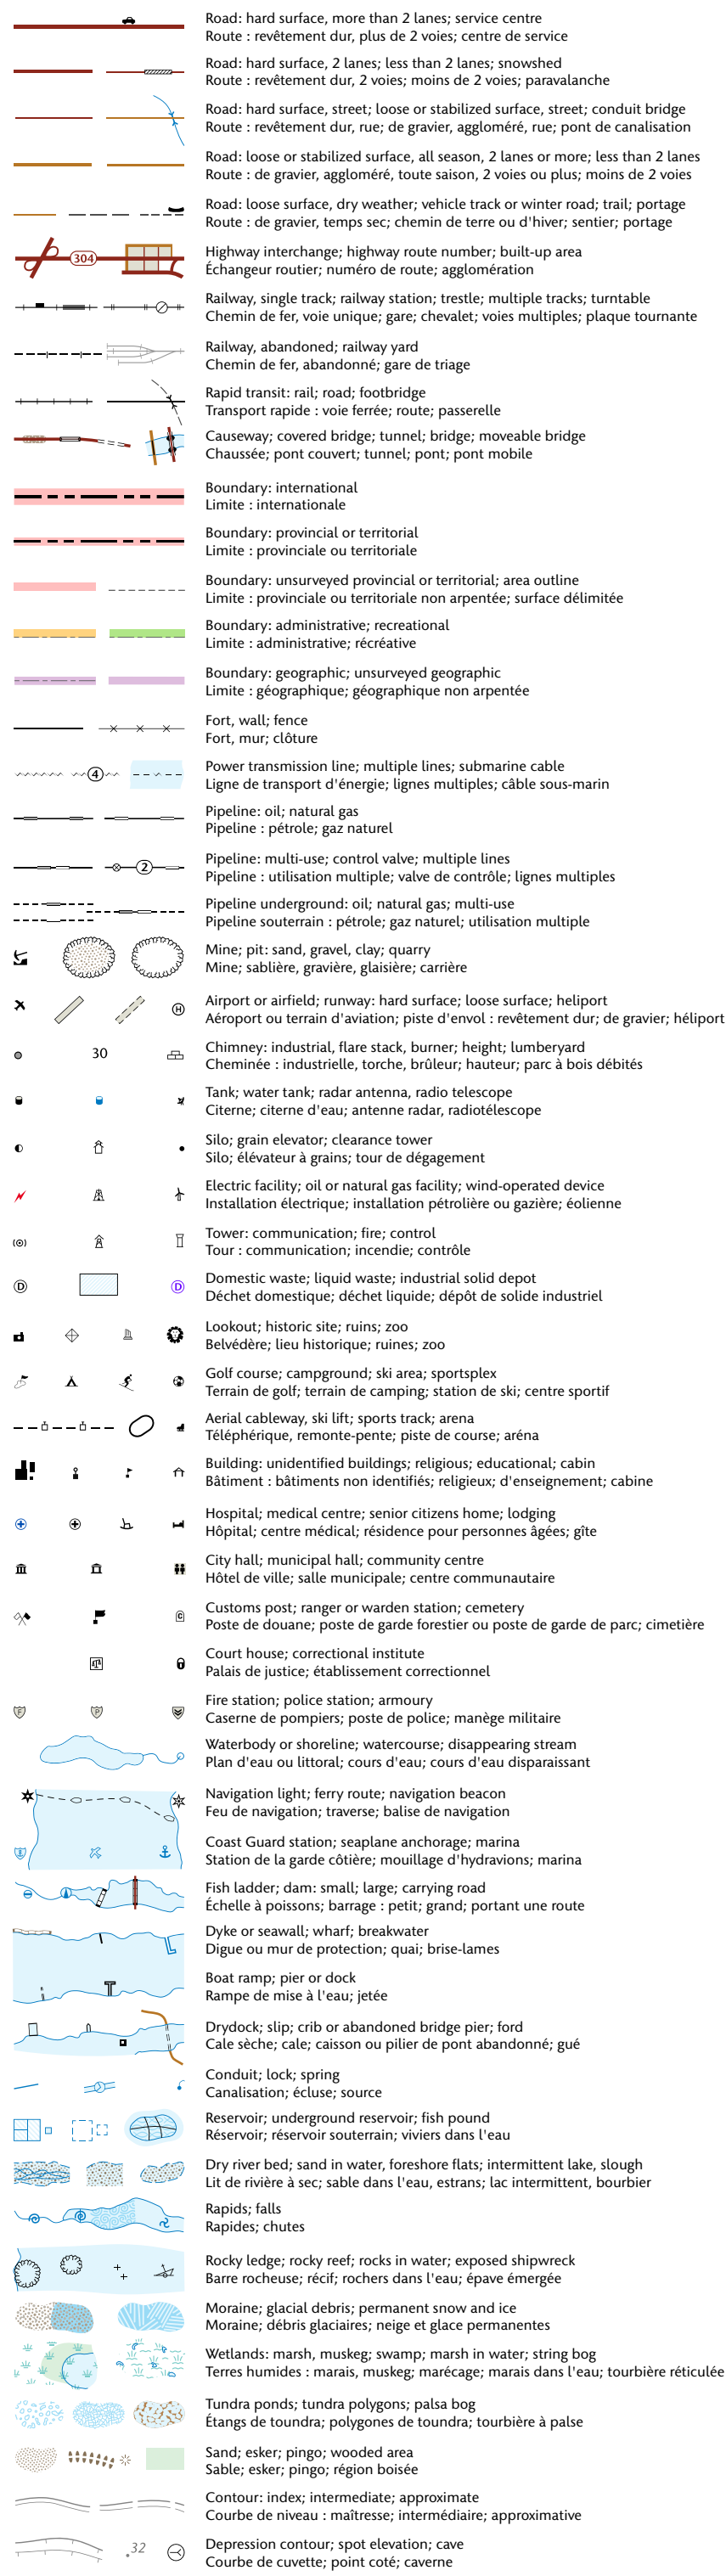 Road: hard surface, more than 2 lanes; service centre
Route : revêtement dur, plus de 2 voies; centre de service
Road: hard surface, 2 lanes; less than 2 lanes; snowshed
Route : revêtement dur, 2 voies; moins de 2 voies; paravalanche
Road: hard surface, street; loose or stabilized surface, street; conduit bridge
Route : revêtement dur, rue; de gravier, aggloméré, rue; pont de canalisation
Road: loose or stabilized surface, all season, 2 lanes or more; less than 2 lanes
Route : de gravier, aggloméré, toute saison, 2 voies ou plus; moins de 2 voies
Road: loose surface, dry weather; vehicle track or winter road; trail; portage
Route : de gravier, temps sec; chemin de terre ou d'hiver; sentier; portage
304
Highway interchange; highway route number; built-up area
Échangeur routier; numéro de route; agglomération
Railway, single track; railway station; trestle; multiple tracks; turntable
Chemin de fer, voie unique; gare; chevalet; voies multiples; plaque tournante
Railway, abandoned; railway yard
Chemin de fer, abandonné; gare de triage
Rapid transit: rail; road; footbridge
Transport rapide : voie ferrée; route; passerelle
Causeway; covered bridge; tunnel; bridge; moveable bridge
Chaussée; pont couvert; tunnel; pont; pont mobile
Boundary: international
Limite : internationale
Boundary: provincial or territorial
Limite : provinciale ou territoriale
Boundary: unsurveyed provincial or territorial; area outline
Limite : provinciale ou territoriale non arpentée; surface délimitée
Boundary: administrative; recreational
Limite : administrative; récréative
Boundary: geographic; unsurveyed geographic
Limite : géographique; géographique non arpentée
Fort, wall; fence
Fort, mur; clôture
4
Power transmission line; multiple lines; submarine cable
Ligne de transport d'énergie; lignes multiples; câble sous-marin
Pipeline: oil; natural gas
Pipeline : pétrole; gaz naturel
2
Pipeline: multi-use; control valve; multiple lines
Pipeline : utilisation multiple; valve de contrôle; lignes multiples
Pipeline underground: oil; natural gas; multi-use
Pipeline souterrain : pétrole; gaz naturel; utilisation multiple
Mine; pit: sand, gravel, clay; quarry
Mine; sablière, gravière, glaisière; carrière
H
Airport or airfield; runway: hard surface; loose surface; heliport
Aéroport ou terrain d'aviation; piste d'envol : revêtement dur; de gravier; héliport
30
Chimney: industrial, flare stack, burner; height; lumberyard
Cheminée : industrielle, torche, brûleur; hauteur; parc à bois débités
Tank; water tank; radar antenna, radio telescope
Citerne; citerne d'eau; antenne radar, radiotélescope
Silo; grain elevator; clearance tower
Silo; élévateur à grains; tour de dégagement
Electric facility; oil or natural gas facility; wind-operated device
Installation électrique; installation pétrolière ou gazière; éolienne
Tower: communication; fire; control
Tour : communication; incendie; contrôle
D D
Domestic waste; liquid waste; industrial solid depot
Déchet domestique; déchet liquide; dépôt de solide industriel
Lookout; historic site; ruins; zoo
Belvédère; lieu historique; ruines; zoo
Golf course; campground; ski area; sportsplex
Terrain de golf; terrain de camping; station de ski; centre sportif
Aerial cableway, ski lift; sports track; arena
Téléphérique, remonte-pente; piste de course; aréna
Building: unidentified buildings; religious; educational; cabin
Bâtiment : bâtiments non identifiés; religieux; d'enseignement; cabine
Hospital; medical centre; senior citizens home; lodging
Hôpital; centre médical; résidence pour personnes âgées; gîte
City hall; municipal hall; community centre
Hôtel de ville; salle municipale; centre communautaire
C
Customs post; ranger or warden station; cemetery
Poste de douane; poste de garde forestier ou poste de garde de parc; cimetière
Court house; correctional institute
Palais de justice; établissement correctionnel
F P
Fire station; police station; armoury
Caserne de pompiers; poste de police; manège militaire
Waterbody or shoreline; watercourse; disappearing stream
Plan d'eau ou littoral; cours d'eau; cours d'eau disparaissant
Navigation light; ferry route; navigation beacon
Feu de navigation; traverse; balise de navigation
Coast Guard station; seaplane anchorage; marina
Station de la garde côtière; mouillage d'hydravions; marina
Fish ladder; dam: small; large; carrying road
Échelle à poissons; barrage : petit; grand; portant une route
Dyke or seawall; wharf; breakwater
Digue ou mur de protection; quai; brise-lames
Boat ramp; pier or dock
Rampe de mise à l'eau; jetée
Drydock; slip; crib or abandoned bridge pier; ford
Cale sèche; cale; caisson ou pilier de pont abandonné; gué
Conduit; lock; spring
Canalisation; écluse; source
Reservoir; underground reservoir; fish pound
Réservoir; réservoir souterrain; viviers dans l'eau
Dry river bed; sand in water, foreshore flats; intermittent lake, slough
Lit de rivière à sec; sable dans l'eau, estrans; lac intermittent, bourbier
Rapids; falls
Rapides; chutes
Rocky ledge; rocky reef; rocks in water; exposed shipwreck
Barre rocheuse; récif; rochers dans l'eau; épave émergée
Moraine; glacial debris; permanent snow and ice
Moraine; débris glaciaires; neige et glace permanentes
Wetlands: marsh, muskeg; swamp; marsh in water; string bog
Terres humides : marais, muskeg; marécage; marais dans l'eau; tourbière réticulée
Tundra ponds; tundra polygons; palsa bog
Étangs de toundra; polygones de toundra; tourbière à palse
Sand; esker; pingo; wooded area
Sable; esker; pingo; région boisée
Contour: index; intermediate; approximate
Courbe de niveau : maîtresse; intermédiaire; approximative
.32
Depression contour; spot elevation; cave
Courbe de cuvette; point coté; caverne